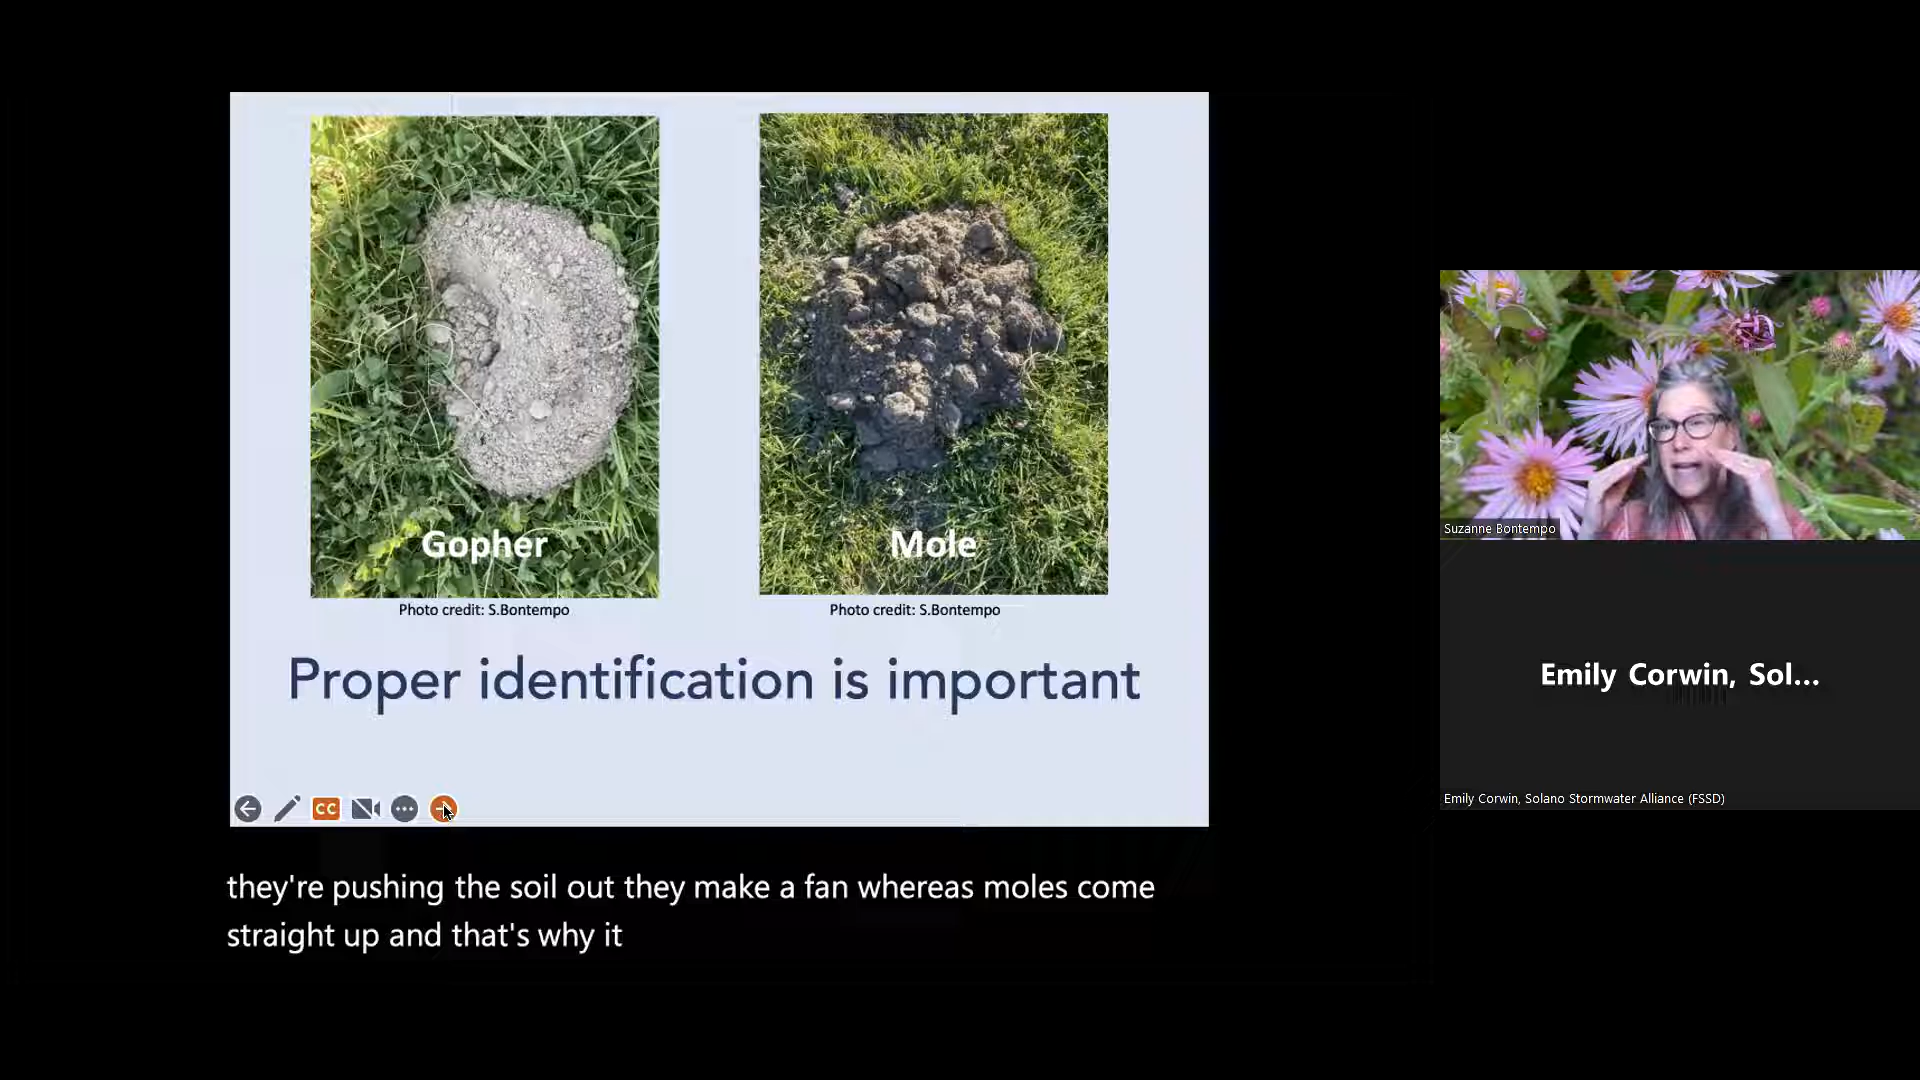 Gopher
Mole
Photo credit: S.Bontempo
Photo credit: S.Bontempo
Proper identification is important
CC
they're pushing the soil out they make a fan whereas moles come
straight up and that's why it
Suzanne Bontempo
Emily Corwin, Sol...
Emily Corwin, Solano Stormwater Alliance (FSSD)